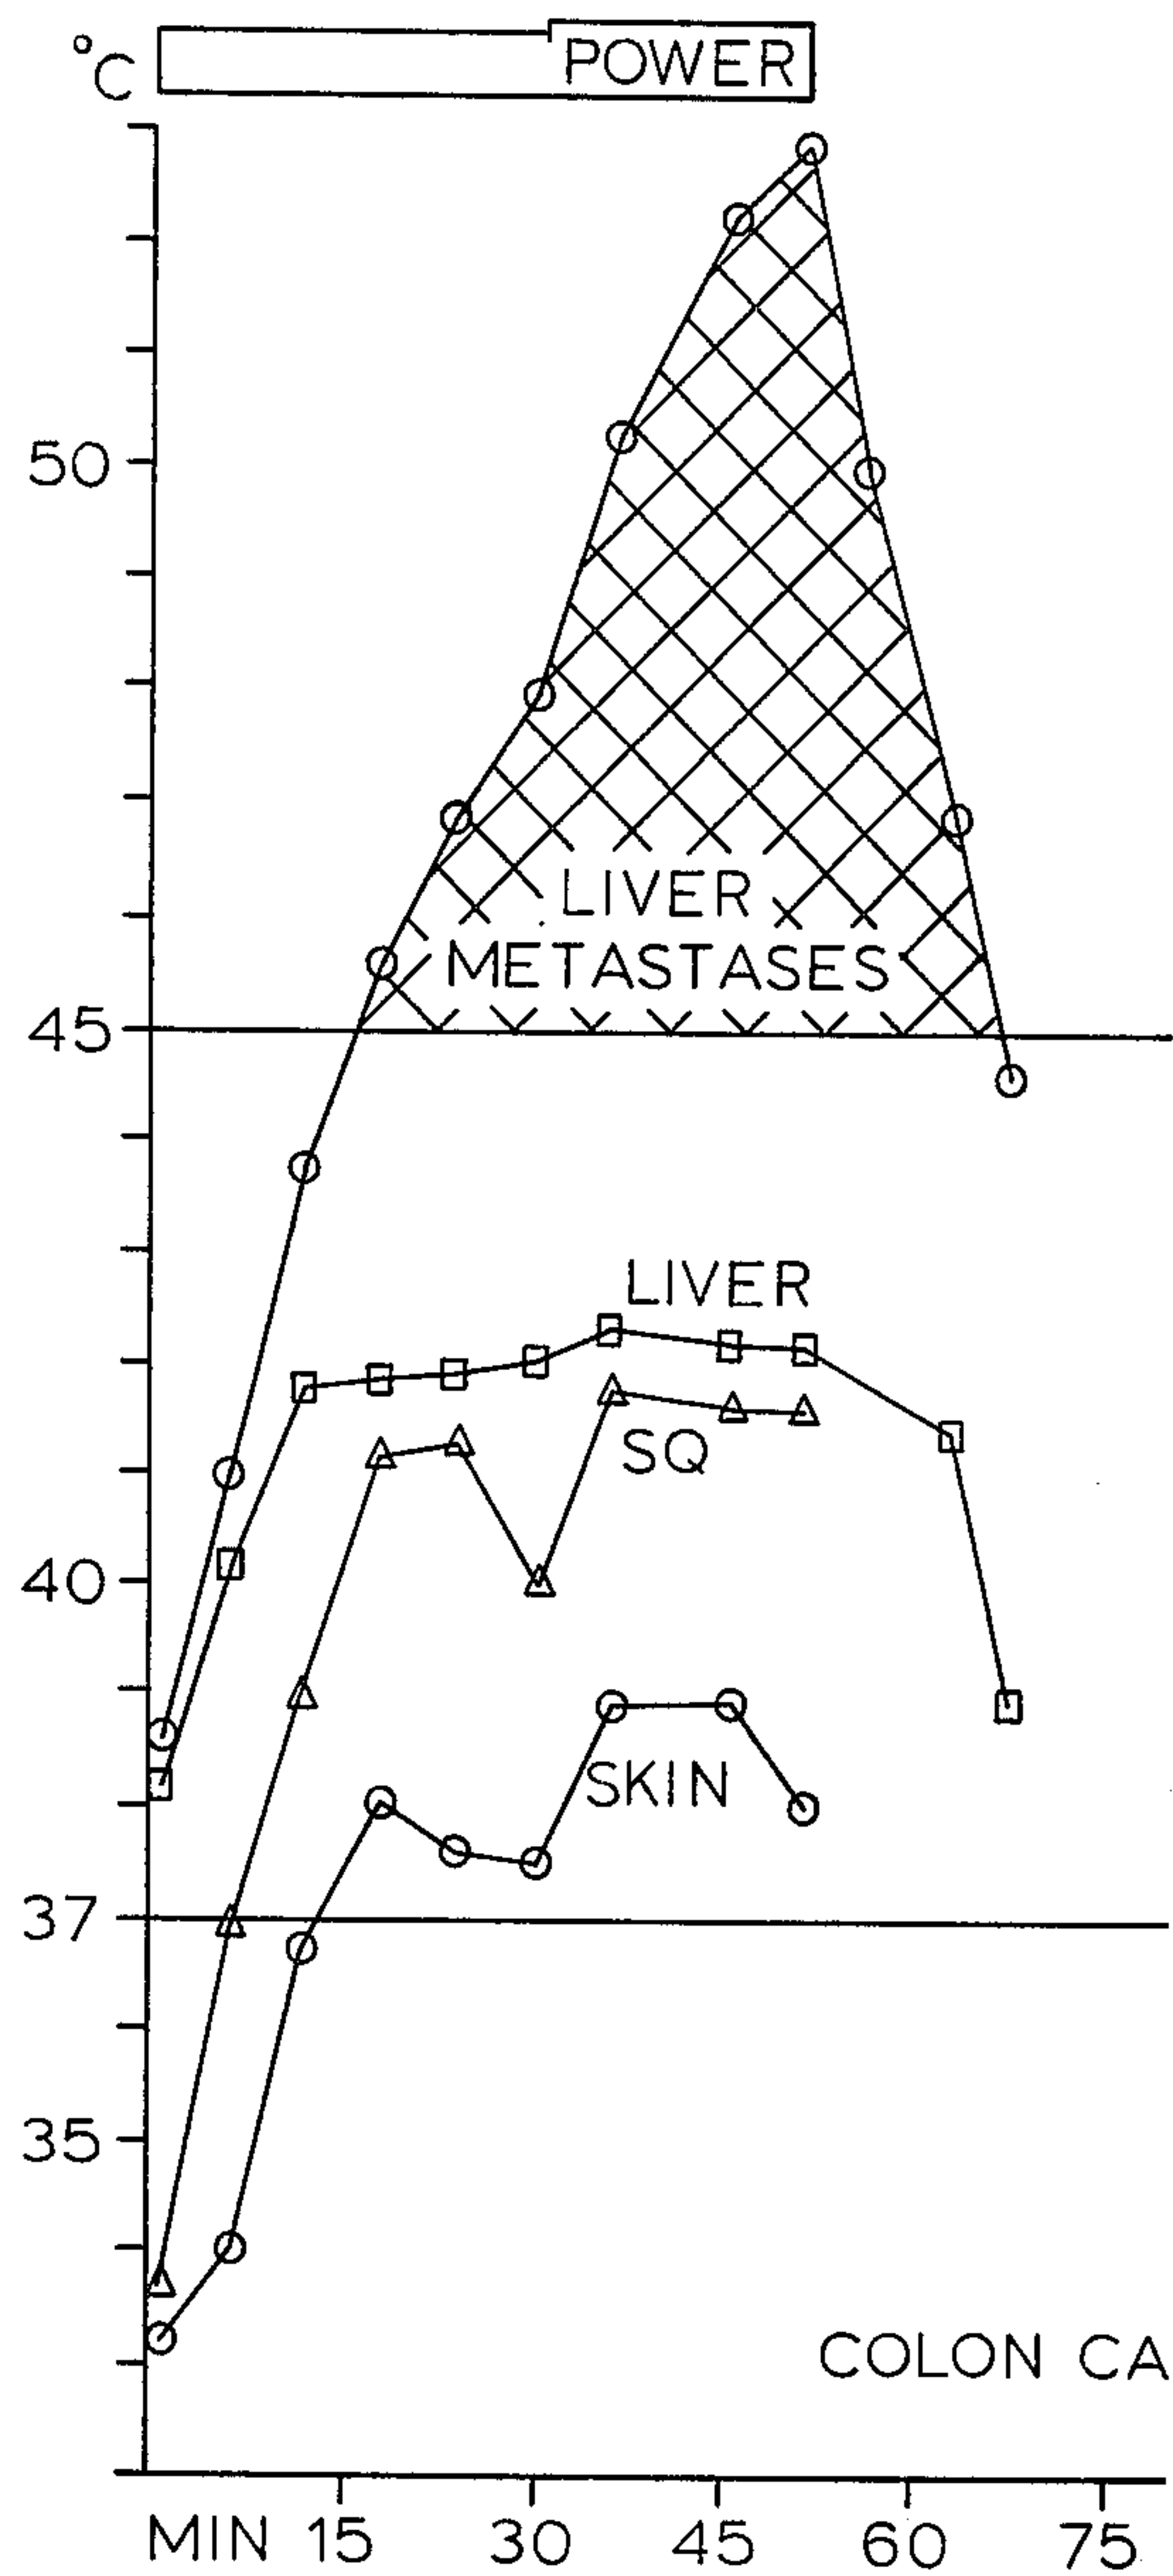 °C
POWER
50
LIVER
METASTASES
45
LIVER
SQ
40
SKIN
37
35
COLON CA
MIN 15 30 45 60 75